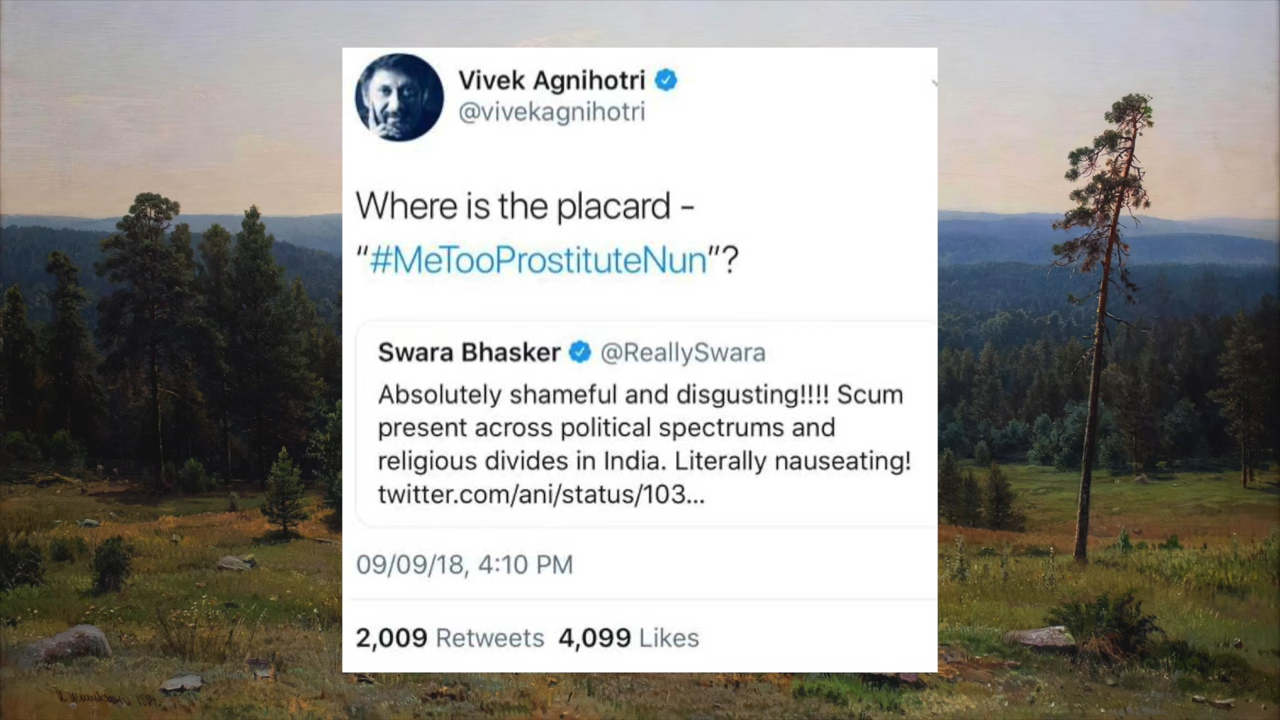 Vivek Agnihotri
@vivekagnihotri
Where is the placard -
"#MeTooProstituteNun"?
Swara Bhasker @ReallySwara
Absolutely shameful and disgusting!!!! Scum
present across political spectrums and
religious divides in India. Literally nauseating!
twitter.com/ani/status/103...
09/09/18, 4:10 PM
2,009 Retweets 4,099 Likes